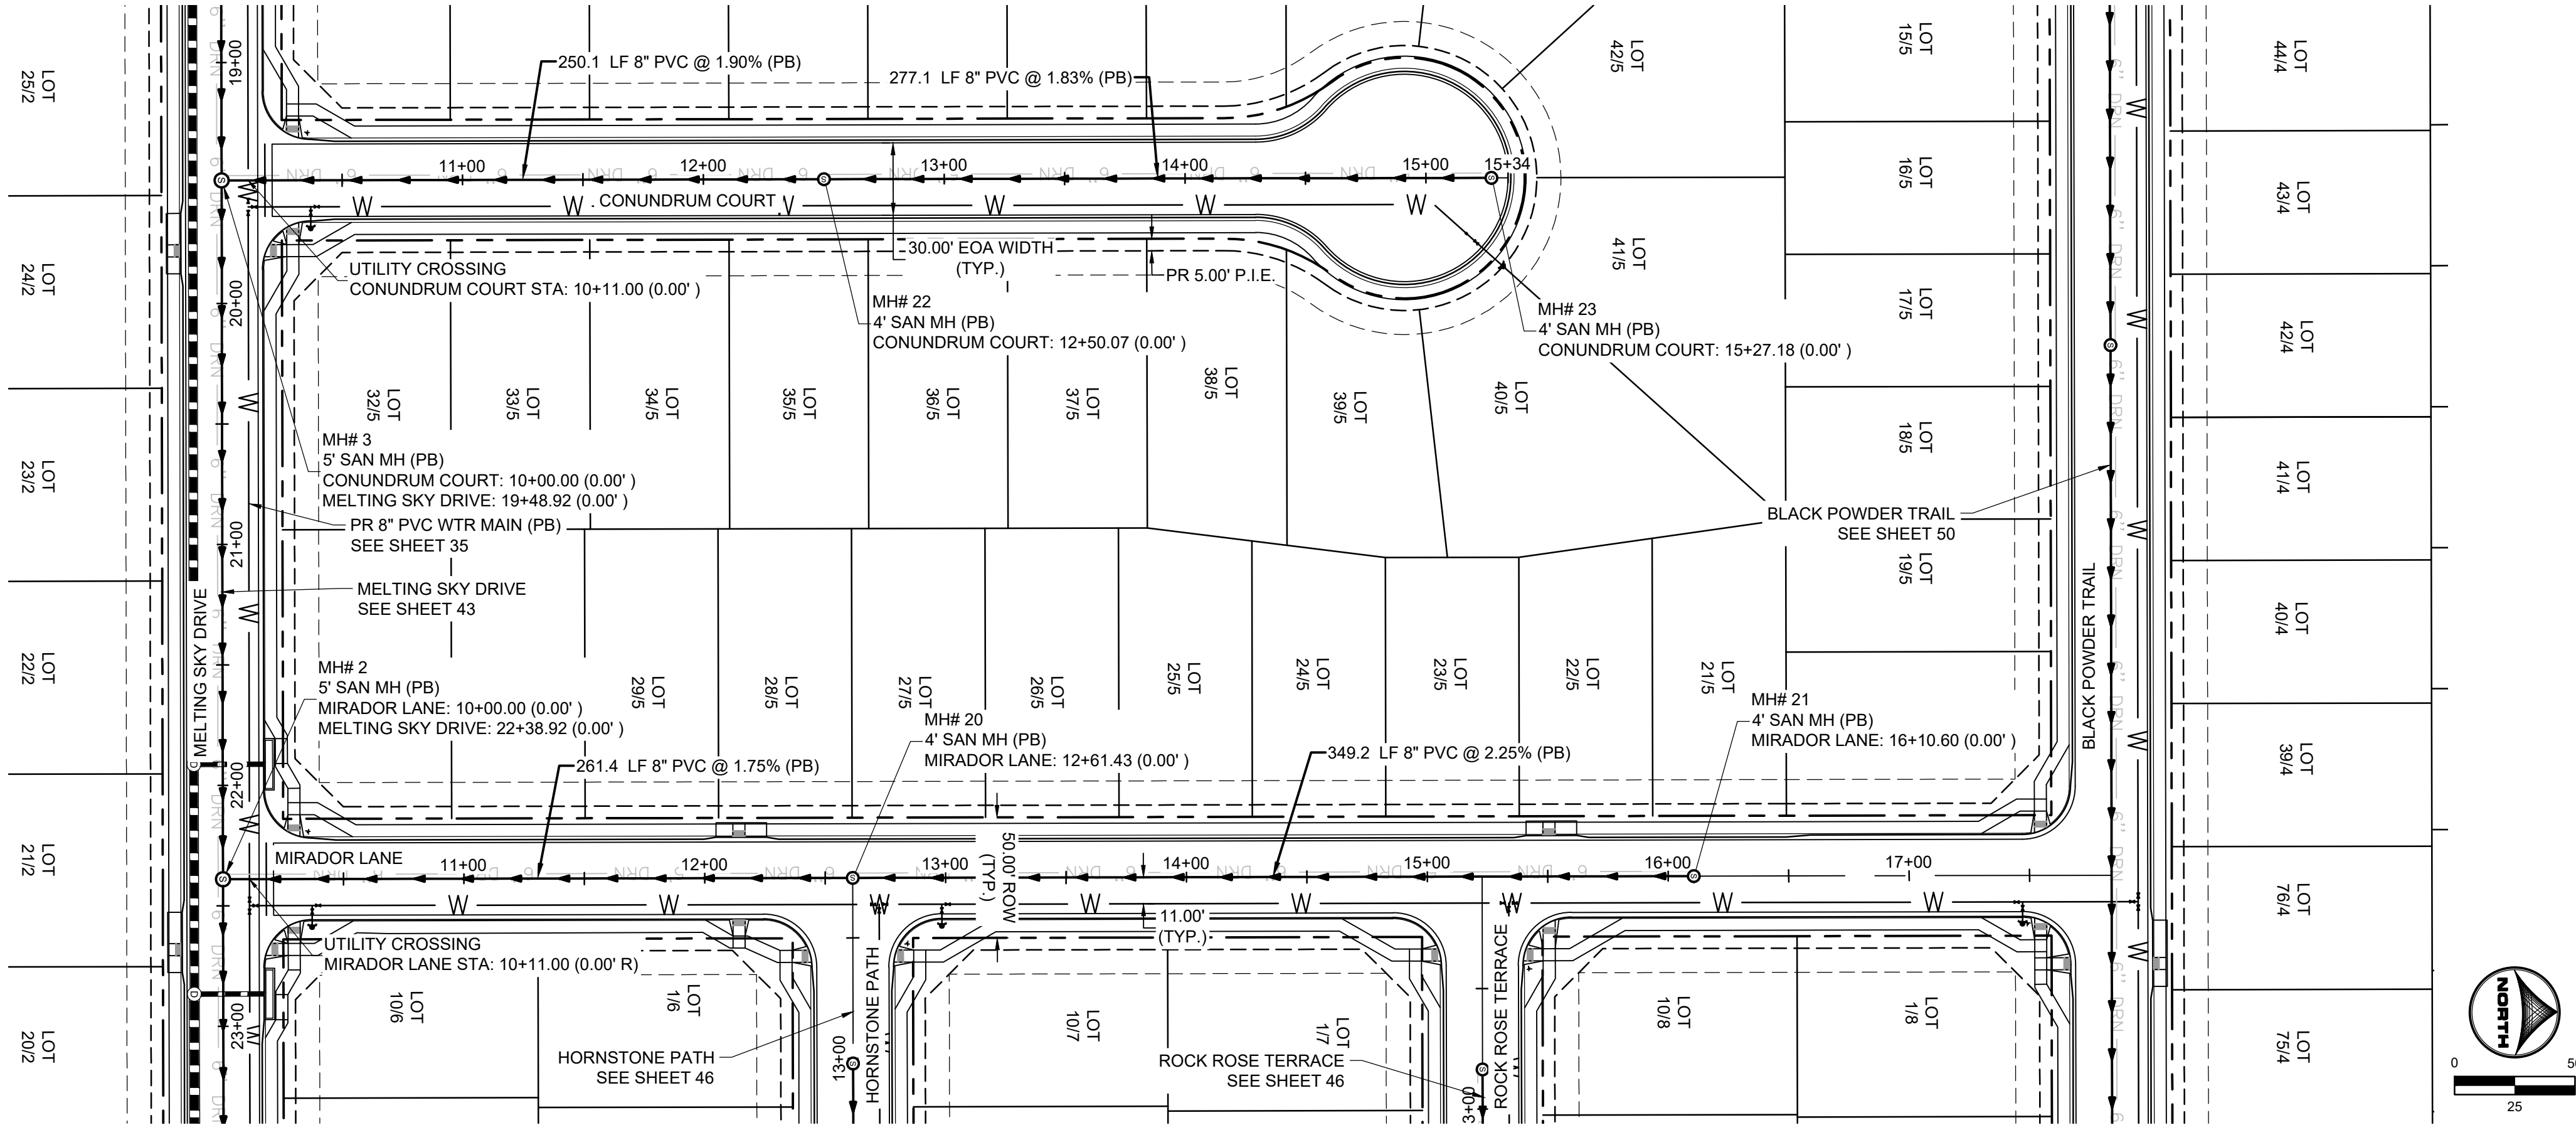 250.1 LF 8" PVC @ 1.90% (PB)
277.1 LF 8" PVC @ 1.83% (PB)
11+00
12+00
13+00
14+00
15+00
15+34
CONUNDRUM COURT
30.00' EOA WIDTH
(TYP.)
PR 5.00' P.I.E.
UTILITY CROSSING
CONUNDRUM COURT STA: 10+11.00 (0.00' )
MH# 22
4' SAN MH (PB)
CONUNDRUM COURT: 12+50.07 (0.00' )
MH# 23
4' SAN MH (PB)
CONUNDRUM COURT: 15+27.18 (0.00' )
MH# 3
5' SAN MH (PB)
CONUNDRUM COURT: 10+00.00 (0.00' )
MELTING SKY DRIVE: 19+48.92 (0.00' )
PR 8" PVC WTR MAIN (PB)
SEE SHEET 35
MELTING SKY DRIVE
SEE SHEET 43
BLACK POWDER TRAIL
SEE SHEET 50
MH# 2
5' SAN MH (PB)
MIRADOR LANE: 10+00.00 (0.00' )
MELTING SKY DRIVE: 22+38.92 (0.00' )
261.4 LF 8" PVC @ 1.75% (PB)
MH# 20
4' SAN MH (PB)
MIRADOR LANE: 12+61.43 (0.00' )
349.2 LF 8" PVC @ 2.25% (PB)
MH# 21
4' SAN MH (PB)
MIRADOR LANE: 16+10.60 (0.00' )
MIRADOR LANE
11+00
12+00
13+00
14+00
15+00
16+00
17+00
50.00' ROW
(TYP.)
11.00'
(TYP.)
UTILITY CROSSING
MIRADOR LANE STA: 10+11.00 (0.00' R)
HORNSTONE PATH
SEE SHEET 46
ROCK ROSE TERRACE
SEE SHEET 46
MELTING SKY DRIVE
19+00
20+00
21+00
22+00
23+00
HORNSTONE PATH
13+00
ROCK ROSE TERRACE
3+00
BLACK POWDER TRAIL
LOT
25/2
LOT
24/2
LOT
23/2
LOT
22/2
LOT
21/2
LOT
20/2
LOT
32/5
LOT
33/5
LOT
34/5
LOT
35/5
LOT
36/5
LOT
37/5
LOT
38/5
LOT
39/5
LOT
40/5
LOT
41/5
LOT
42/5
LOT
15/5
LOT
16/5
LOT
17/5
LOT
18/5
LOT
19/5
LOT
29/5
LOT
28/5
LOT
27/5
LOT
26/5
LOT
25/5
LOT
24/5
LOT
23/5
LOT
22/5
LOT
21/5
LOT
10/6
LOT
1/6
LOT
10/7
LOT
1/7
LOT
10/8
LOT
1/8
LOT
44/4
LOT
43/4
LOT
42/4
LOT
41/4
LOT
40/4
LOT
39/4
LOT
76/4
LOT
75/4
NORTH
0
25